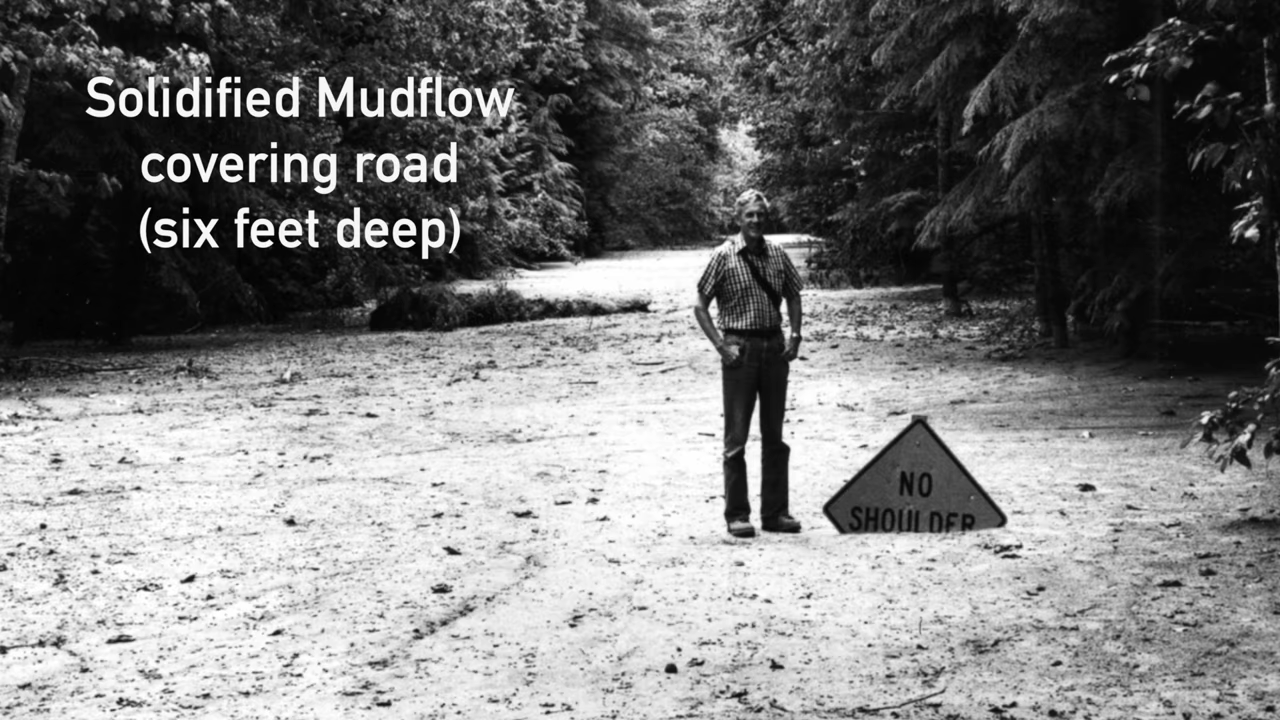 Solidified Mudflow
covering road
(six feet deep)
NO
SHOULDER